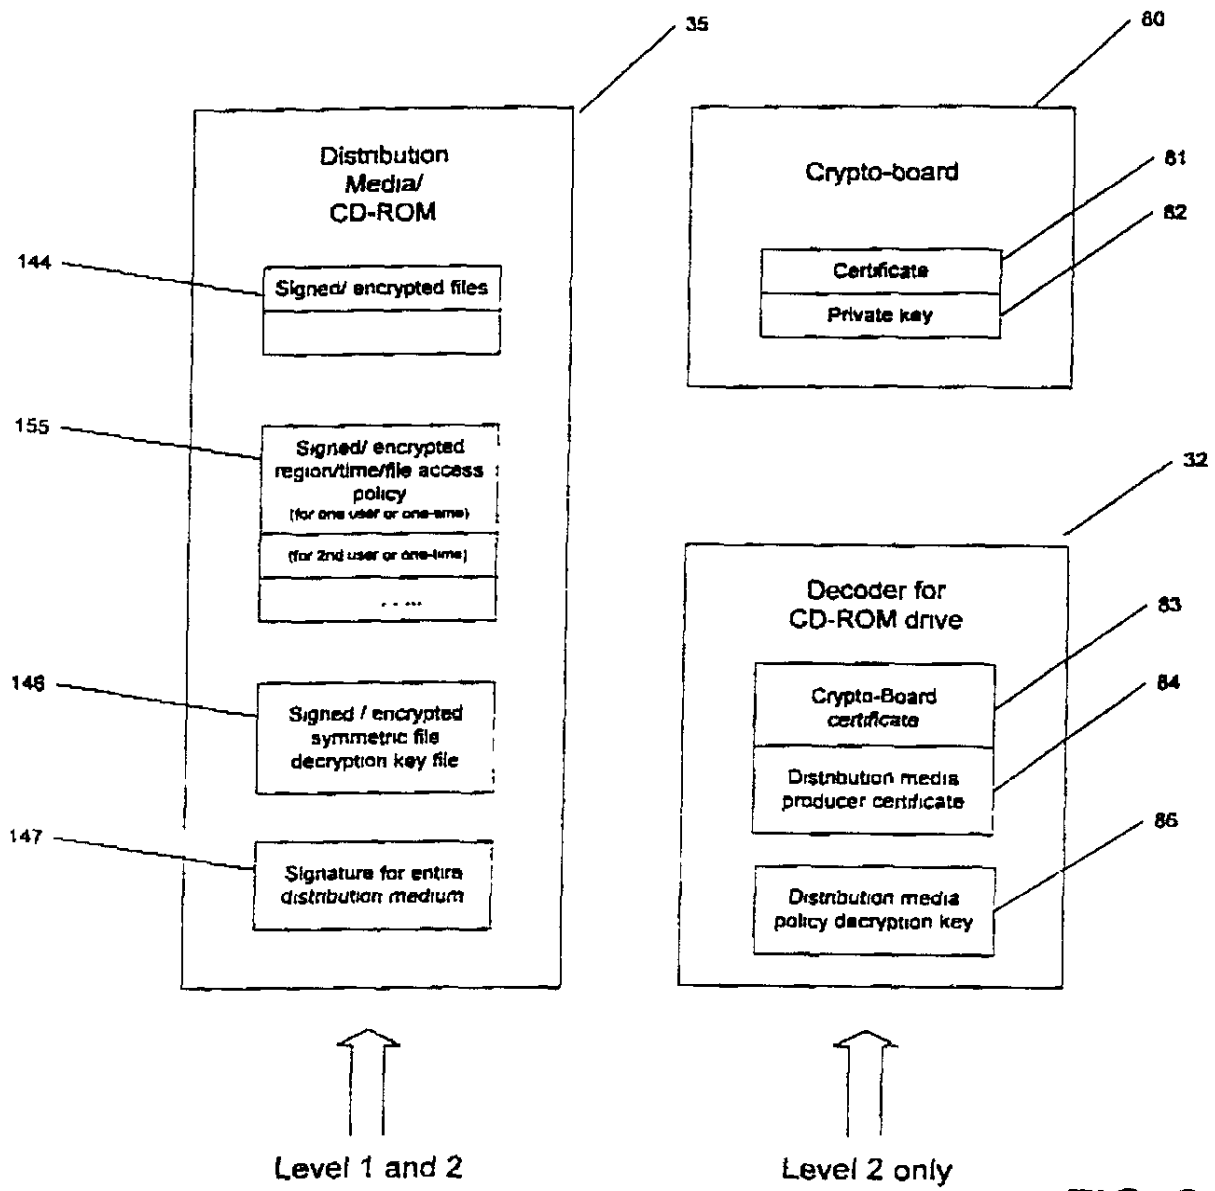 35
80
Distribution
Media/
CD-ROM
Crypto-board
81
82
144
Signed/ encrypted files
Certificate
Private key
155
Signed/ encrypted
region/time/file access
policy
(for one user or one-time)
(for 2nd user or one-time)
. . ...
32
Decoder for
CD-ROM drive
83
148
Signed / encrypted
symmetric file
decryption key file
Crypto-Board
certificate
84
Distribution media
producer certificate
147
Signature for entire
distribution medium
86
Distribution media
policy decryption key
Level 1 and 2
Level 2 only